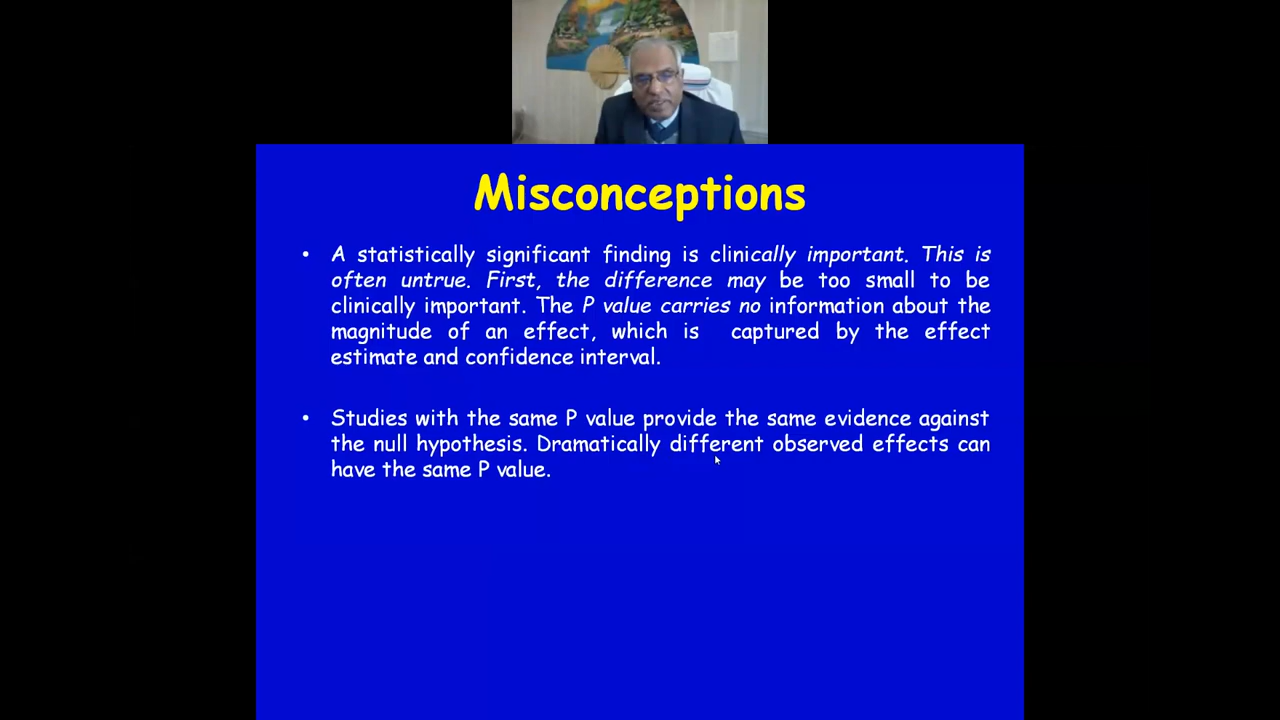 Misconceptions
• A statistically significant finding is clinically important. This is
often untrue. First, the difference may be too small to be
clinically important. The P value carries no information about the
magnitude of an effect, which is captured by the effect
estimate and confidence interval.
• Studies with the same P value provide the same evidence against
the null hypothesis. Dramatically different observed effects can
have the same P value.